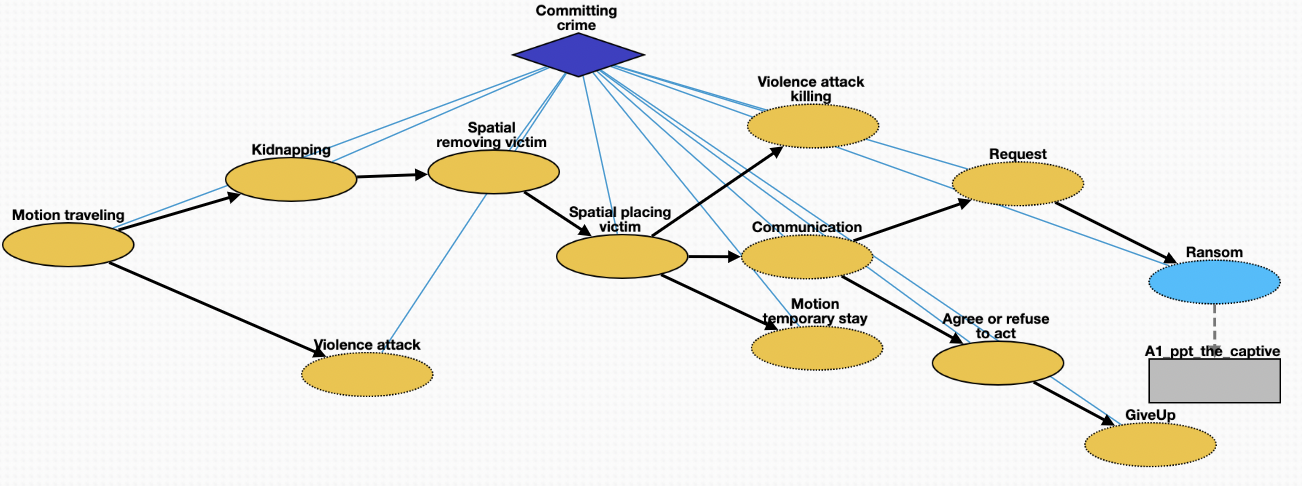 Committing
crime
Violence attack
killing
Spatial
removing victim
Kidnapping
Request
Motion traveling
Spatial placing
victim
Communication
Ransom
Motion
temporary stay
Agree or refuse
to act
Violence attack
A1_ppt_the_captive
GiveUp